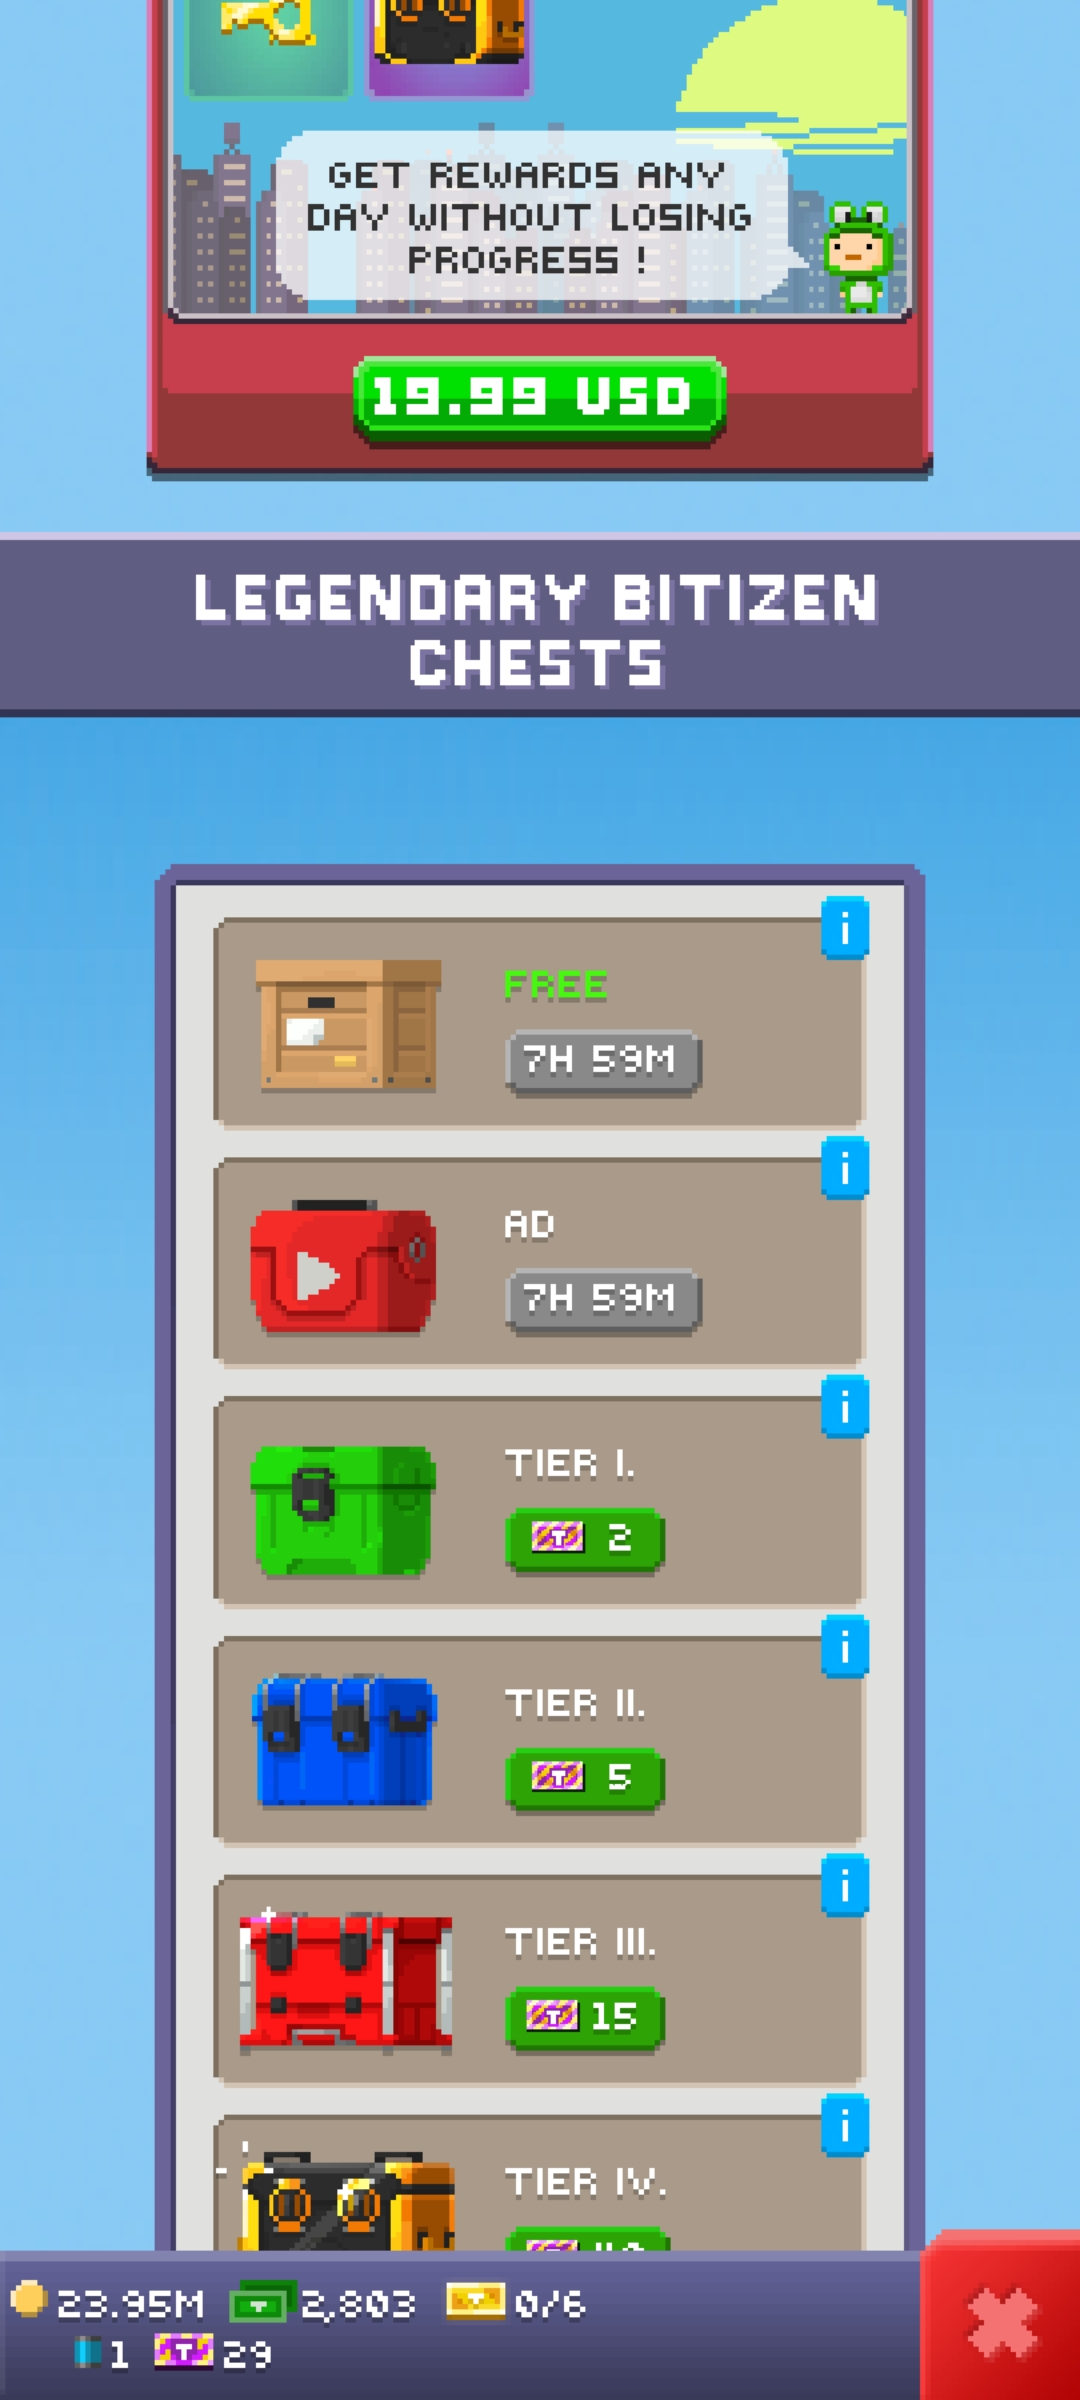 GET REWARDS ANY
DAY WITHOUT LOSING
PROGRESS !
19.99 USD
LEGENDARY BITIZEN
CHESTS
i
FREE
7H 59M
i
AD
7H 59M
i
TIER I.
T 2
i
TIER II.
T 5
i
TIER III.
T 15
i
TIER IV.
23.95M 2,803 0/6
1 T 29